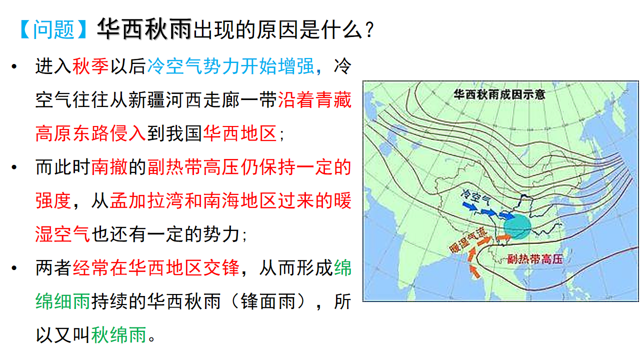 【问题】华西秋雨出现的原因是什么？
• 进入秋季以后冷空气势力开始增强，冷
空气往往从新疆河西走廊一带沿着青藏
高原东路侵入到我国华西地区；
• 而此时南撤的副热带高压仍保持一定的
强度，从孟加拉湾和南海地区过来的暖
湿空气也还有一定的势力；
• 两者经常在华西地区交锋，从而形成绵
绵细雨持续的华西秋雨（锋面雨），所
以又叫秋绵雨。
华西秋雨成因示意
冷空气
暖湿气流
副热带高压